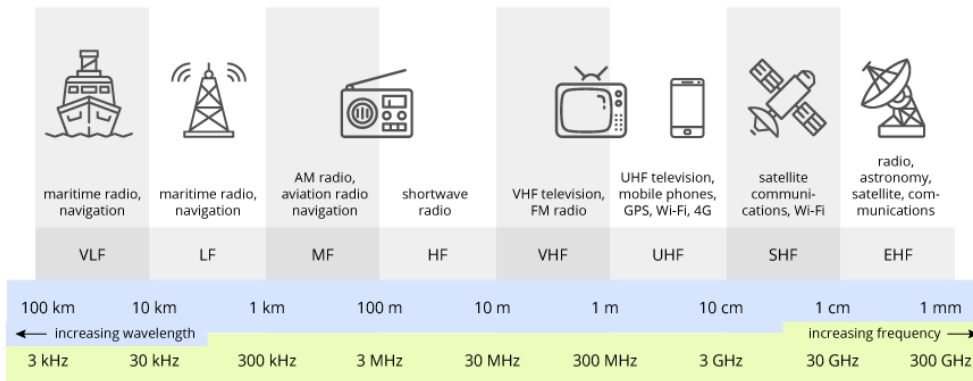 maritime radio,
navigation
maritime radio,
navigation
AM radio,
aviation radio
navigation
shortwave
radio
VHF television,
FM radio
UHF television,
mobile phones,
GPS, Wi-Fi, 4G
satellite
communi-
cations, Wi-Fi
radio,
astronomy,
satellite, com-
munications
VLF LF MF HF VHF UHF SHF EHF
100 km 10 km 1 km 100 m 10 m 1 m 10 cm 1 cm 1 mm
increasing wavelength increasing frequency
3 kHz 30 kHz 300 kHz 3 MHz 30 MHz 300 MHz 3 GHz 30 GHz 300 GHz